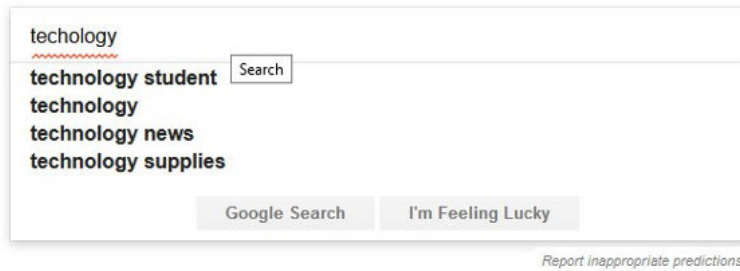 techology
technology student
Search
technology
technology news
technology supplies
Google Search I'm Feeling Lucky
Report inappropriate predictions